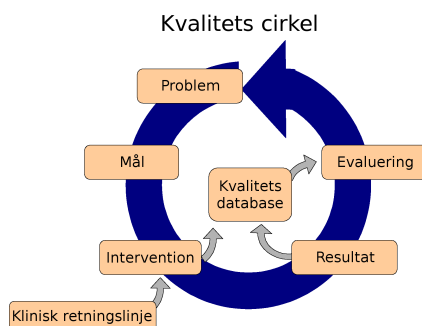 Kvalitets cirkel
Problem
Mål
Evaluering
Kvalitets
database
Intervention
Resultat
Klinisk retningslinje